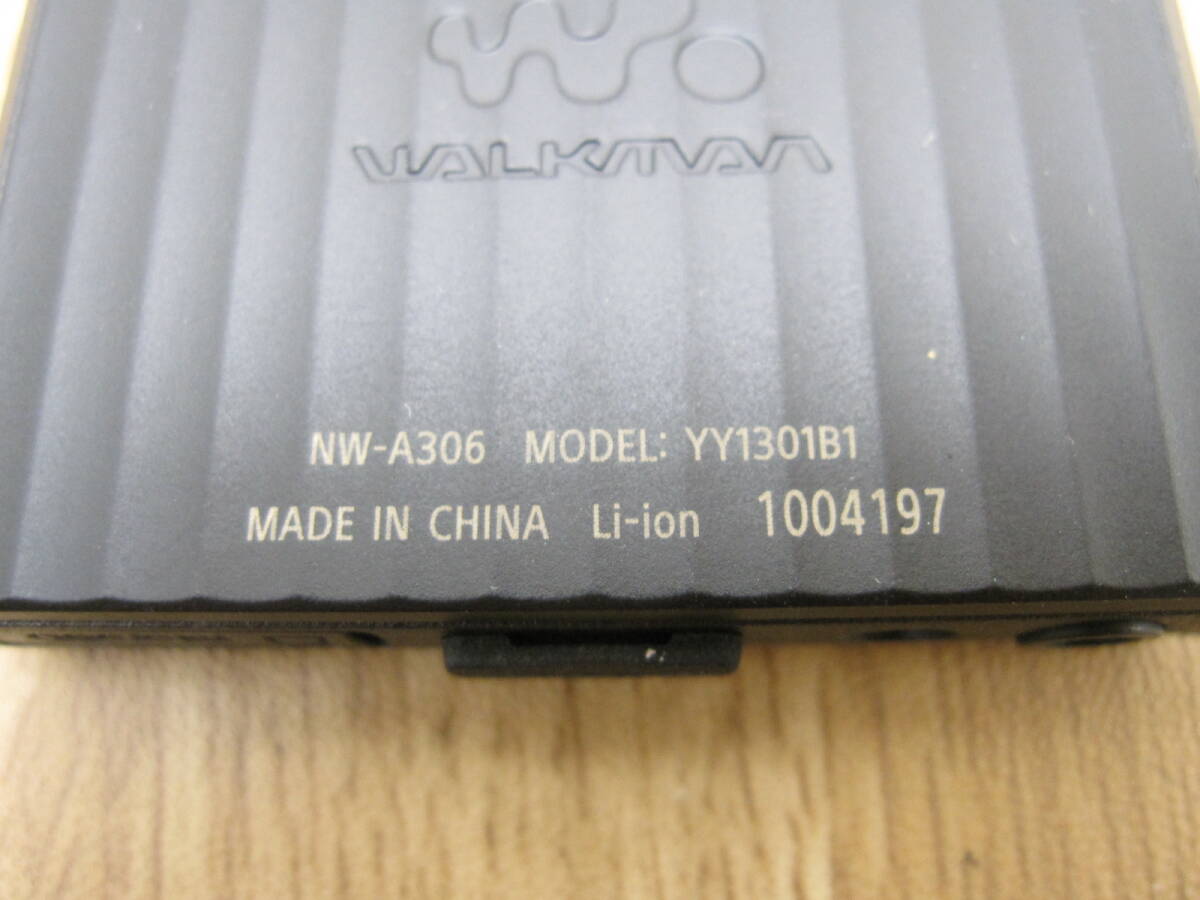 WALKMAN
NW-A306 MODEL: YY1301B1
MADE IN CHINA Li-ion 1004197